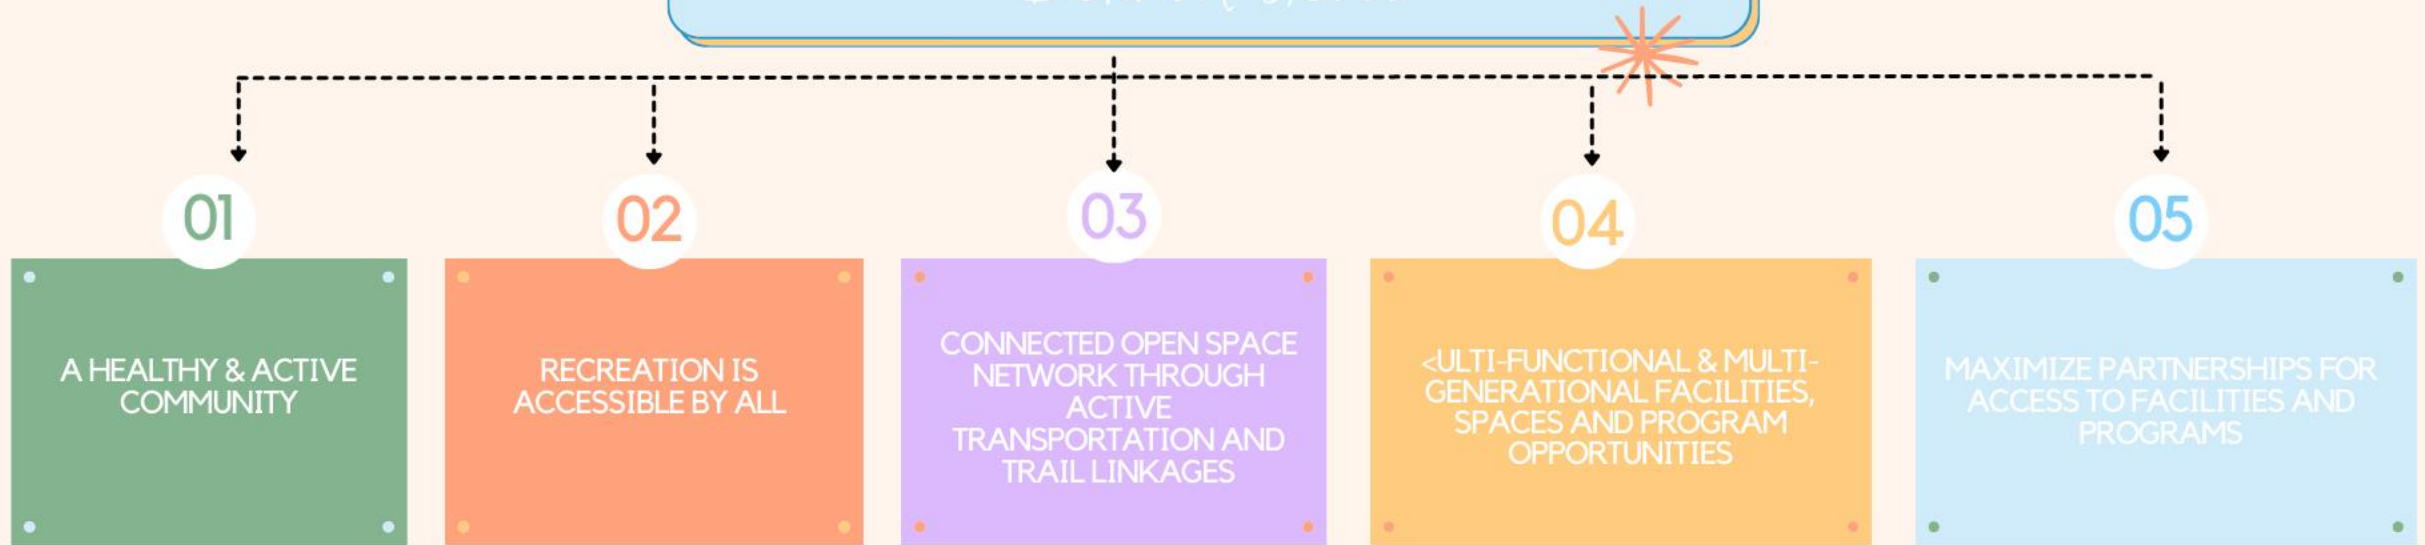 01
A HEALTHY & ACTIVE
COMMUNITY
02
RECREATION IS
ACCESSIBLE BY ALL
03
CONNECTED OPEN SPACE
NETWORK THROUGH
ACTIVE
TRANSPORTATION AND
TRAIL LINKAGES
04
<ULTI-FUNCTIONAL & MULTI-
GENERATIONAL FACILITIES,
SPACES AND PROGRAM
OPPORTUNITIES
05
MAXIMIZE PARTNERSHIPS FOR
ACCESS TO FACILITIES AND
PROGRAMS